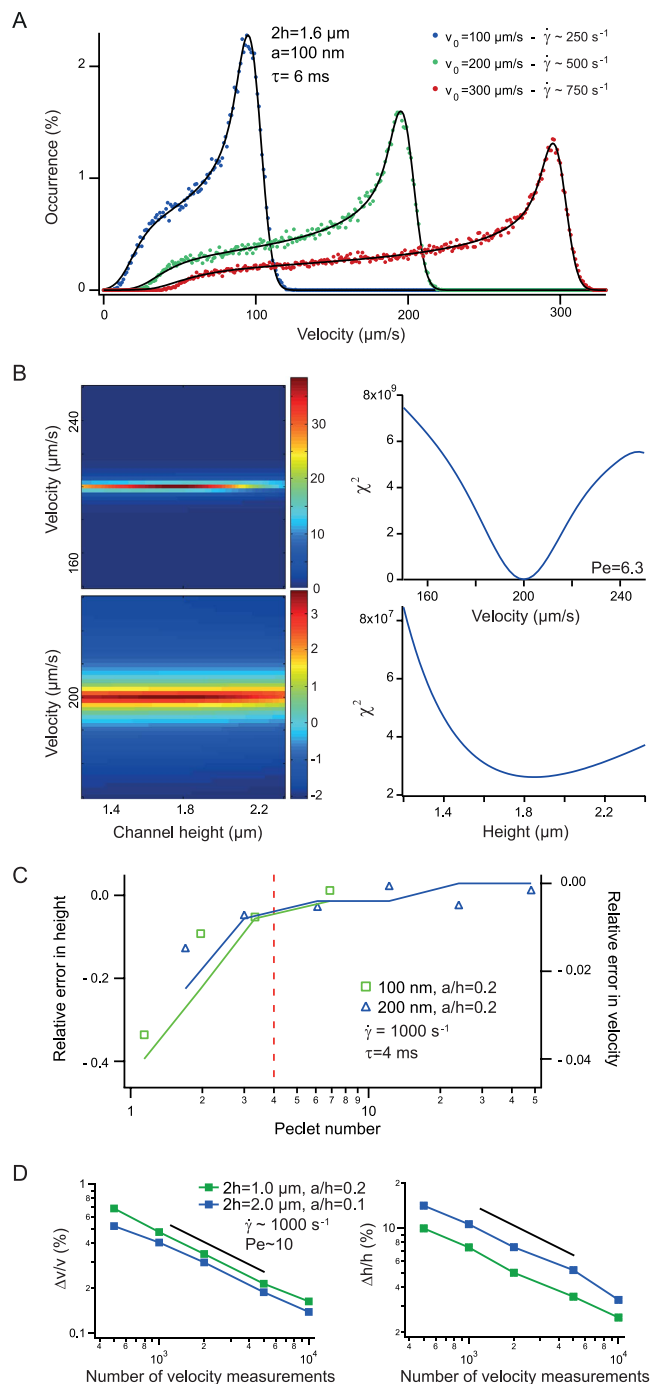 A
2h=1.6 µm
a=100 nm
τ= 6 ms
v0=100 µm/s - γ̇ ~ 250 s-1
v0=200 µm/s - γ̇ ~ 500 s-1
v0=300 µm/s - γ̇ ~ 750 s-1
Occurrence (%)
2
1
0
0 100 200 300
Velocity (µm/s)
B
Velocity (µm/s)
240
160
30
20
10
0
Velocity (µm/s)
200
3
2
1
0
-1
-2
1.4 1.8 2.2
Channel height (µm)
8x10^9
6
4
2
0
χ2
Pe=6.3
160 200 240
Velocity (µm/s)
8x10^7
6
4
2
χ2
1.4 1.8 2.2
Height (µm)
C
Relative error in height
0.0
- 0.2
- 0,4
0.00
-0.02
-0.04
Relative error in velocity
100 nm, a/h=0.2
200 nm, a/h=0.2
γ̇ = 1000 s-1
τ=4 ms
1 2 3 4 5 6 7 8 9 10 2 3 4 5
Peclet number
D
Δv/v (%)
1
8
6
4
2
0.1
2h=1.0 µm, a/h=0.2
2h=2.0 µm, a/h=0.1
γ̇ ~ 1000 s-1
Pe~10
6 8 10^3 2 4 6 8 10^4
Number of velocity measurements
Δh/h (%)
2
10
8
6
4
2
6 8 10^3 2 4 6 8 10^4
Number of velocity measurements